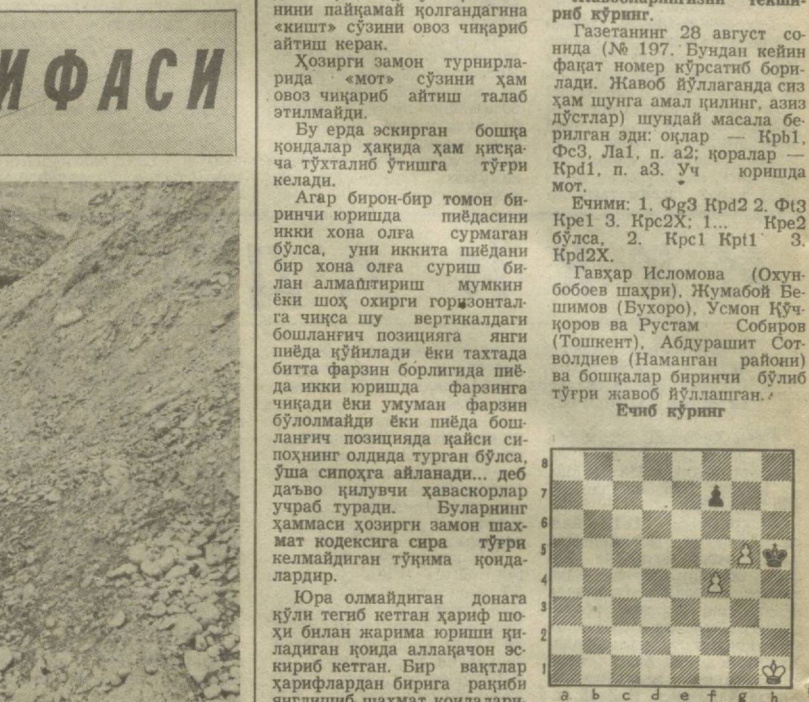 ИФАСИ
нини пайқамай қолгандагина
«кишт» сўзини овоз чиқариб
айтиш керак.
Ҳозирги замон турнирла-
рида «мот» сўзини ҳам
овоз чиқариб айтиш талаб
этилмайди.
Бу ерда эскирган бошқа
қоидалар ҳақида ҳам қисқа-
ча тўхталиб ўтишга тўғри
келади.
Агар бирон-бир томон би-
ринчи юришда пиёдасини
икки хона олға сурмаган
бўлса, уни иккита пиёдани
бир хона олға суриш би-
лан алмаштириш мумкин
ёки шоҳ охирги горизонтал-
га чиқса шу вертикалдаги
бошланғич позицияга янги
пиёда қўйилади ёки тахтада
битта фарзин борлигида пиё-
да икки юришда фарзинга
чиқади ёки умуман фарзин
бўлолмайди ёки пиёда бош-
ланғич позицияда қайси си-
поҳнинг олдида турган бўлса,
ўша сипоҳга айланади... деб
даъво қилувчи ҳаваскорлар
учраб туради. Буларнинг
ҳаммаси ҳозирги замон шах-
мат кодексига сира тўғри
келмайдиган тўқима қоида-
лардир.
Юра олмайдиган донага
қўли тегиб кетган ҳариф шо-
ҳи билан жарима юриши қи-
ладиган қоида аллақачон эс-
кириб кетган. Бир вақтлар
ҳарифлардан бирига рақиби
риб кўринг.
Газетанинг 28 август со-
нида (№ 197. Бундан кейин
фақат номер кўрсатиб бори-
лади. Жавоб йўллаганда сиз
ҳам шунга амал қилинг, азиз
дўстлар) шундай масала бе-
рилган эди: оқлар — Крb1,
Фс3, Ла1, п. а2; қоралар —
Крd1, п. а3. Уч юришда
мот.
Ечими: 1. Фg3 Крd2 2. Фt3
Кре1 3. Крс2Х; 1... Кре2
бўлса, 2. Крс1 Крt1 3.
Крd2Х.
Гавҳар Исломова (Охун-
бобоев шаҳри), Жумабой Бе-
шимов (Бухоро), Усмон Қўч-
қоров ва Рустам Собиров
(Тошкент), Абдурашит Сот-
волдиев (Наманган райони)
ва бошқалар биринчи бўлиб
тўғри жавоб йўллашган.
Ечиб кўринг
8
7
6
5
4
3
2
1
a b c d e f g h